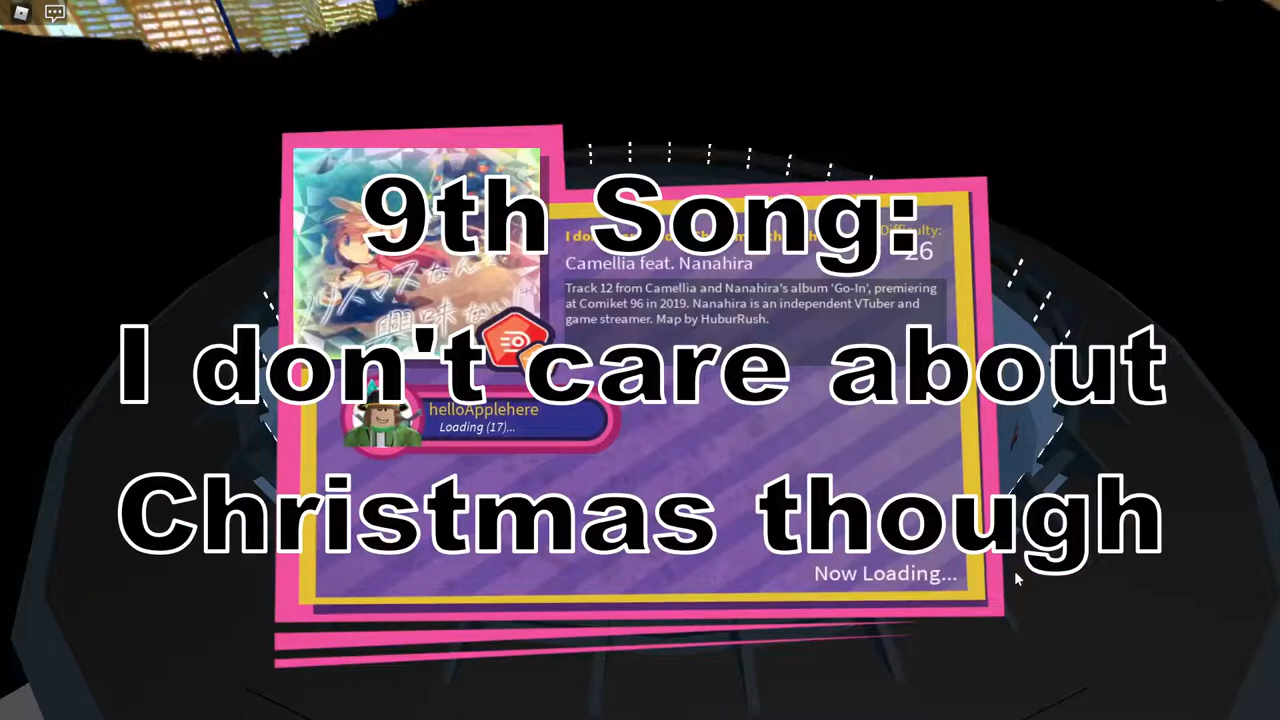 9th Song:
I don't care about
Christmas though
Difficulty:
26
Camellia feat. Nanahira
Track 12 from Camellia and Nanahira's album 'Go-In', premiering
at Comiket 96 in 2019. Nanahira is an independent VTuber and
game streamer. Map by HuburRush.
helloApplehere
Loading (17)...
Now Loading...